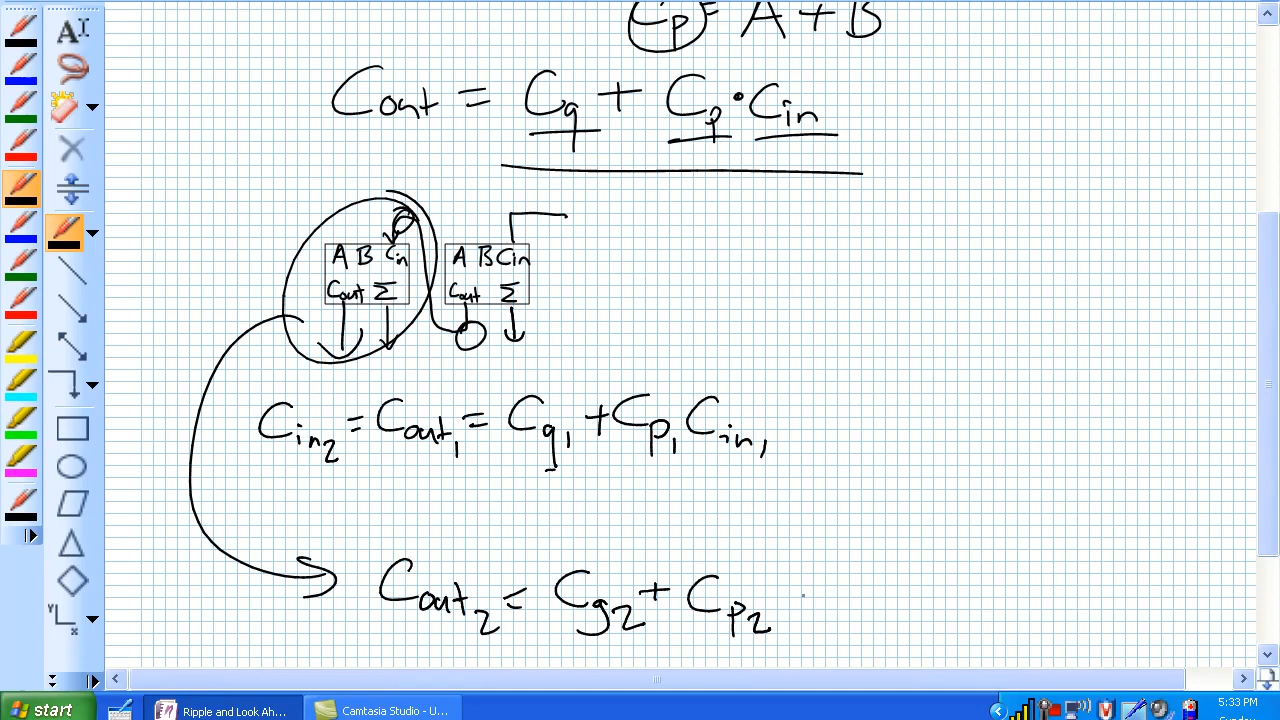 Cp = A + B
Cout = Cg + Cp • Cin
A B Cin A B Cin
Cout Σ Cout Σ
Cin2 = Cout1 = Cg1 + Cp1 Cin1
Cout2 = Cg2 + Cp2
start
Ripple and Look Ah...
Camtasia Studio - U...
5:33 PM
Sunday